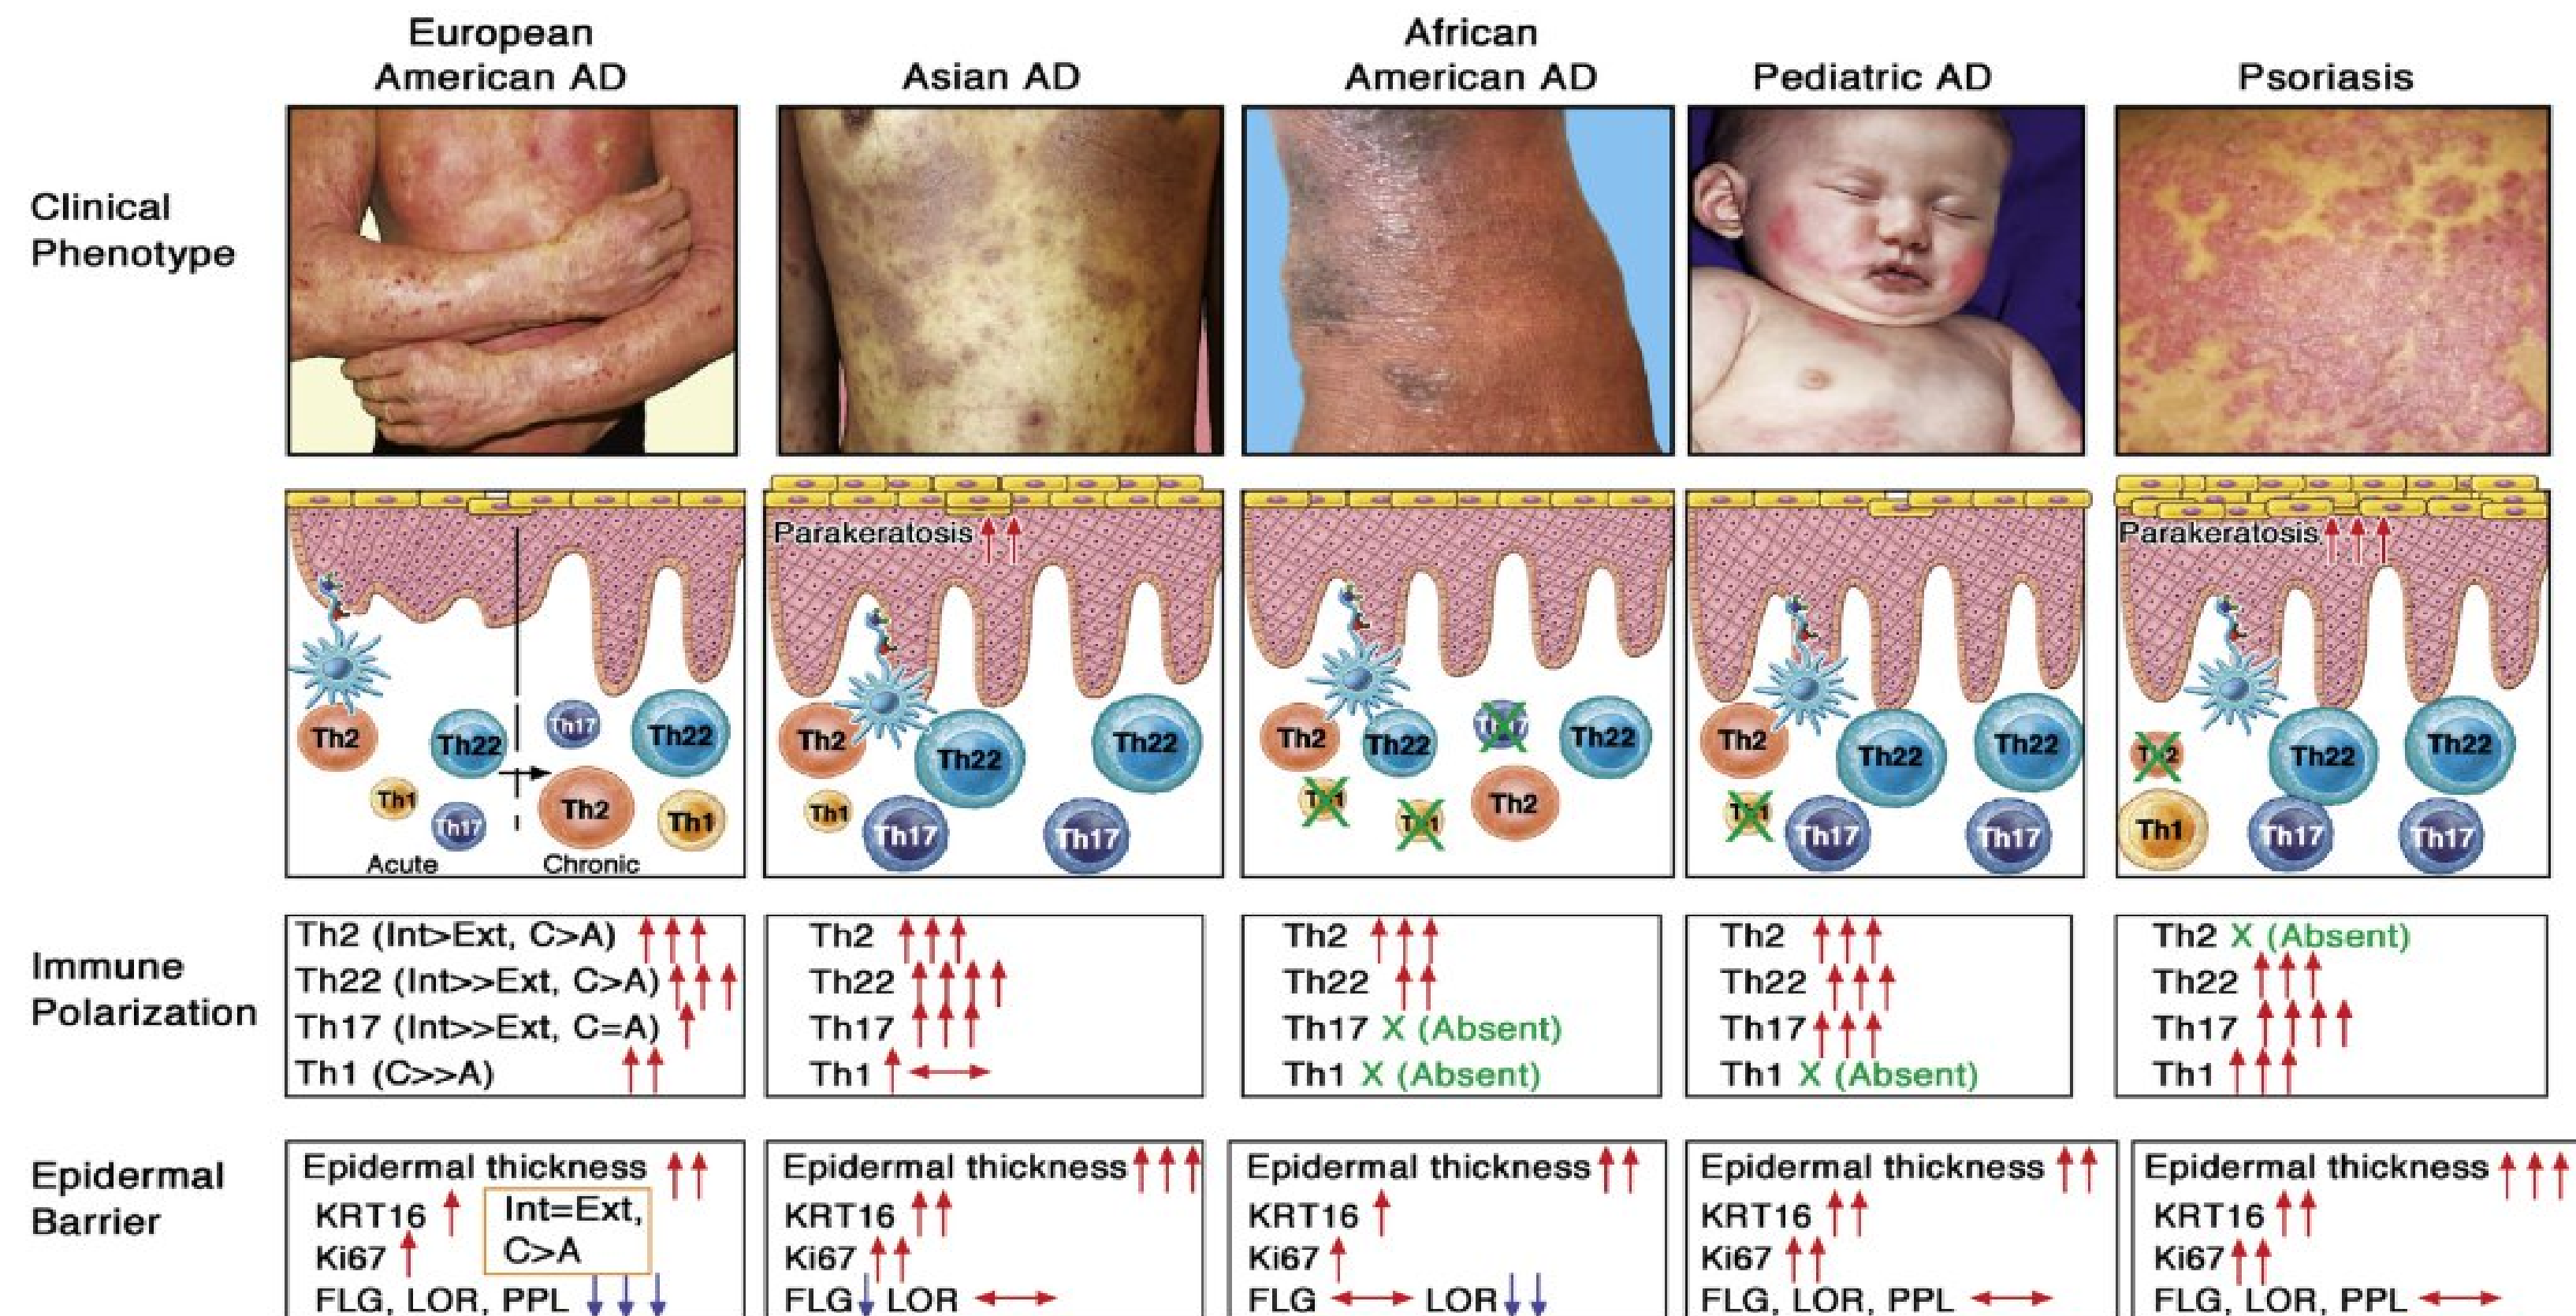 European
American AD
Asian AD
African
American AD
Pediatric AD
Psoriasis
Clinical
Phenotype
Parakeratosis
Parakeratosis
Th2
Th22
Th1
Th17
Th17
Th22
Th2
Th1
Acute
Chronic
Th2
Th22
Th22
Th1
Th17
Th17
Th2
Th22
Th17
Th22
Th1
Th1
Th2
Th2
Th22
Th22
Th1
Th17
Th17
Th2
Th22
Th22
Th1
Th17
Th17
Immune
Polarization
Th2 (Int>Ext, C>A) ↑↑↑
Th22 (Int>>Ext, C>A) ↑↑↑
Th17 (Int>>Ext, C=A) ↑
Th1 (C>>A) ↑↑
Th2 ↑↑↑
Th22 ↑↑↑↑
Th17 ↑↑↑
Th1 ↑ ↔
Th2 ↑↑↑
Th22 ↑↑
Th17 X (Absent)
Th1 X (Absent)
Th2 ↑↑↑
Th22 ↑↑↑
Th17 ↑↑↑
Th1 X (Absent)
Th2 X (Absent)
Th22 ↑↑↑
Th17 ↑↑↑↑
Th1 ↑↑↑
Epidermal
Barrier
Epidermal thickness ↑↑
KRT16 ↑
Ki67 ↑
Int=Ext,
C>A
FLG, LOR, PPL ↓↓↓
Epidermal thickness ↑↑↑
KRT16 ↑↑
Ki67 ↑↑
FLG ↓ LOR ↔
Epidermal thickness ↑↑
KRT16 ↑
Ki67 ↑
FLG ↔ LOR ↓↓
Epidermal thickness ↑↑
KRT16 ↑↑
Ki67 ↑↑
FLG, LOR, PPL ↔
Epidermal thickness ↑↑↑
KRT16 ↑↑
Ki67 ↑↑
FLG, LOR, PPL ↔